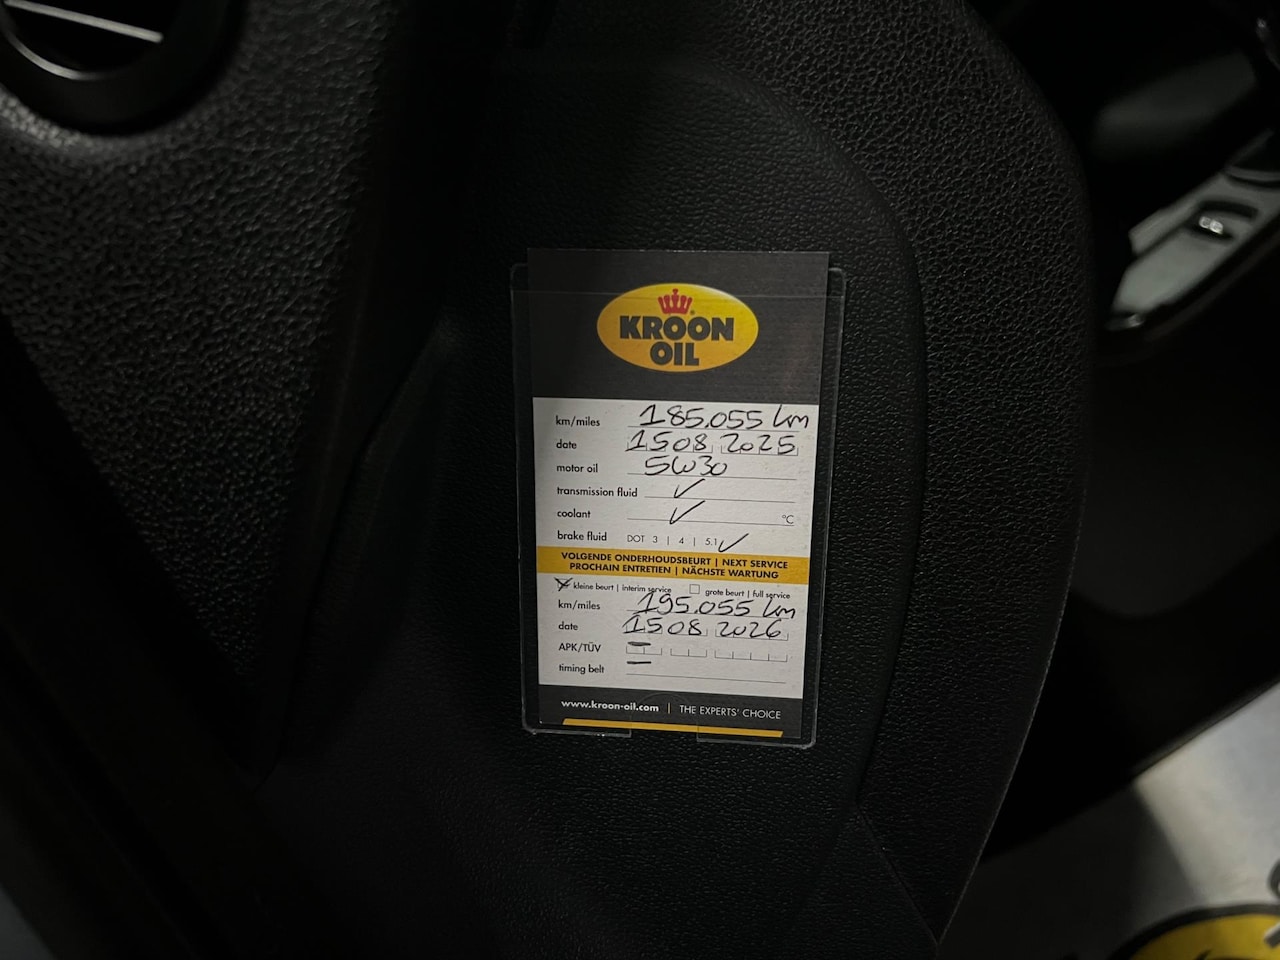 KROON
OIL
km/miles 185.055 km
date 15 08 2025
motor oil 5W30
transmission fluid ✓
coolant ✓ °C
brake fluid DOT 3 | 4 | 5.1 ✓
VOLGENDE ONDERHOUDSBEURT | NEXT SERVICE
PROCHAIN ENTRETIEN | NÄCHSTE WARTUNG
kleine beurt | interim service grote beurt | full service
km/miles 195.055 km
date 15 08 2026
APK/TÜV —
timing belt —
www.kroon-oil.com | THE EXPERTS' CHOICE